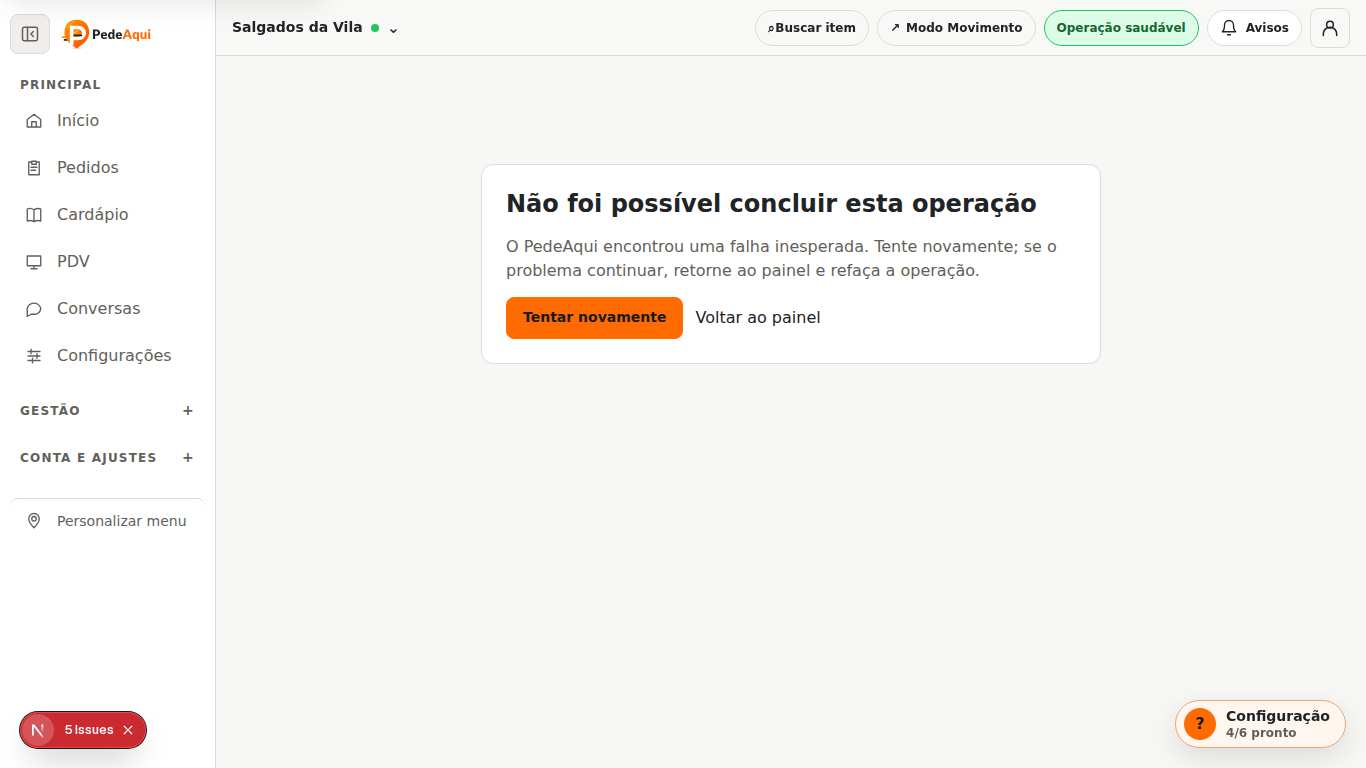 PedeAqui
Salgados da Vila
Buscar item
Modo Movimento
Operação saudável
Avisos
PRINCIPAL
Início
Pedidos
Cardápio
PDV
Conversas
Configurações
GESTÃO +
CONTA E AJUSTES +
Personalizar menu
Não foi possível concluir esta operação
O PedeAqui encontrou uma falha inesperada. Tente novamente; se o
problema continuar, retorne ao painel e refaça a operação.
Tentar novamente
Voltar ao painel
N 5 Issues
? Configuração
4/6 pronto